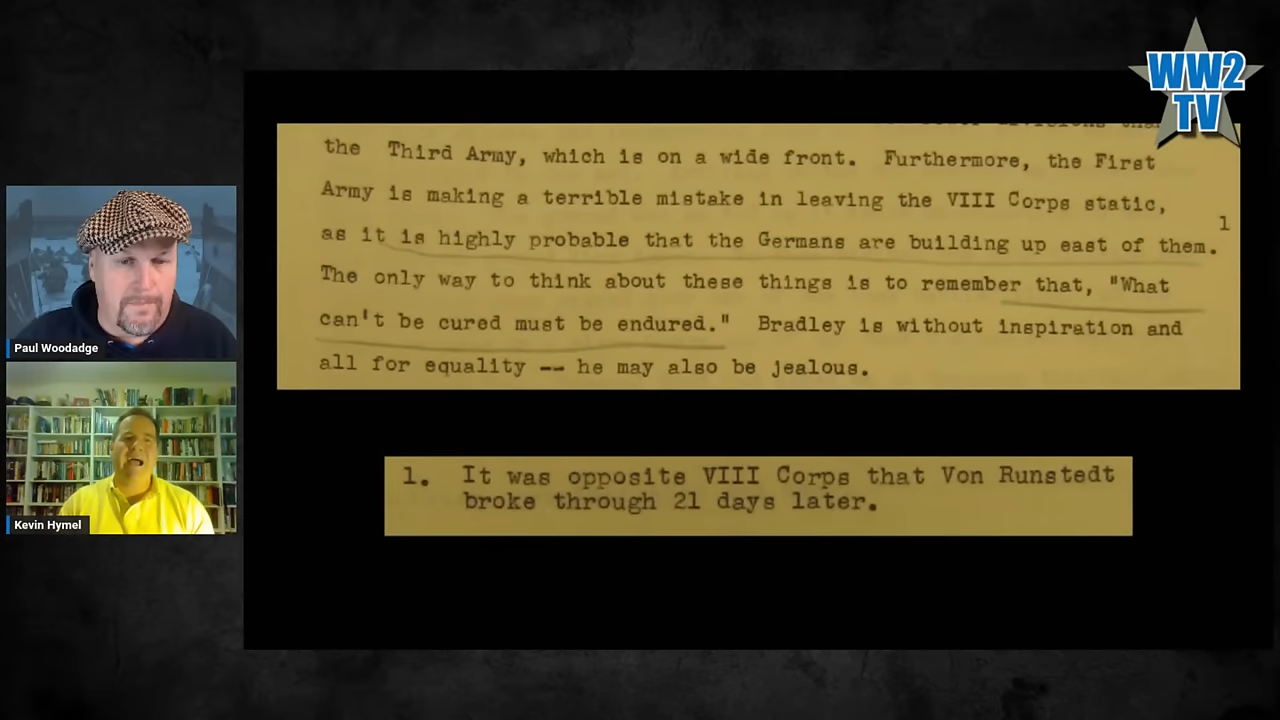 WW2
TV
the Third Army, which is on a wide front. Furthermore, the First
Army is making a terrible mistake in leaving the VIII Corps static,
as it is highly probable that the Germans are building up east of them.1
The only way to think about these things is to remember that, "What
can't be cured must be endured." Bradley is without inspiration and
all for equality -- he may also be jealous.
1. It was opposite VIII Corps that Von Runstedt
broke through 21 days later.
Paul Woodadge
Kevin Hymel